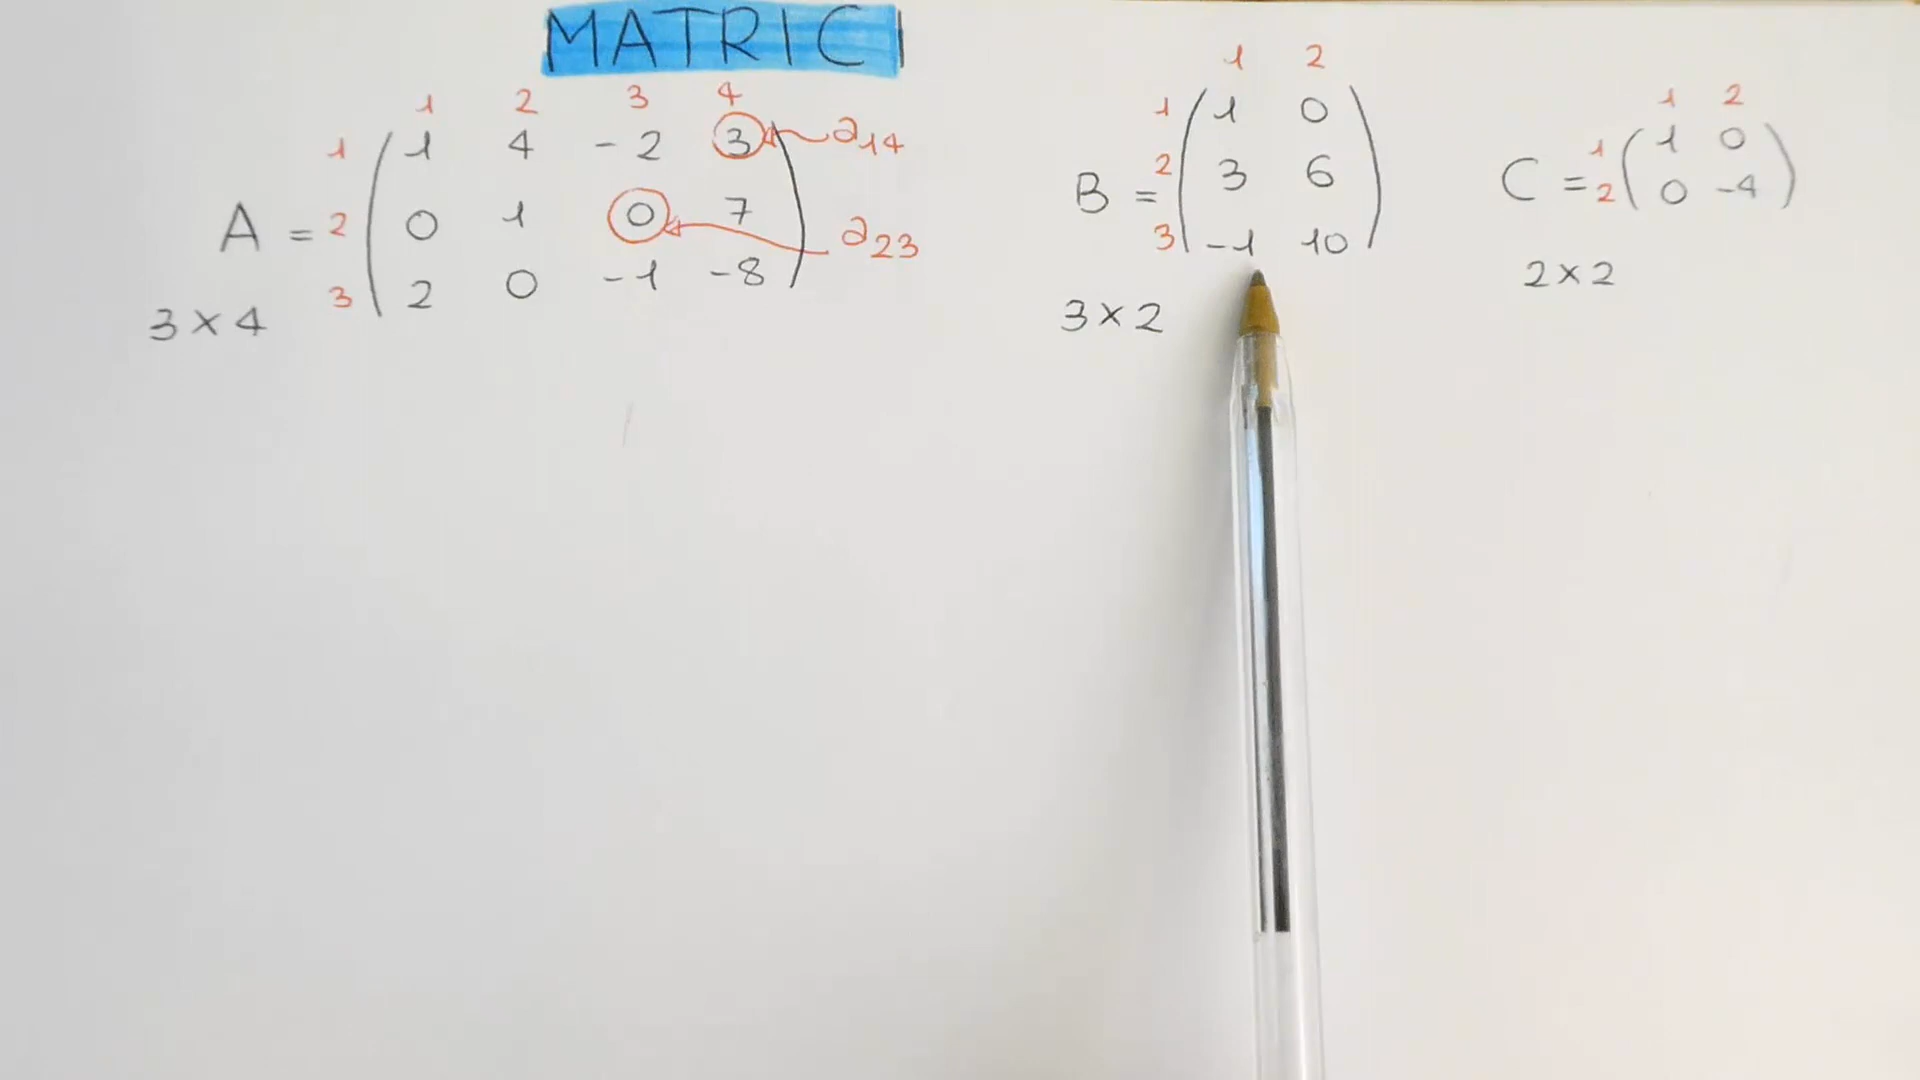 MATRICI
1 2 3 4
1 1 4 -2 3 a14
A = 2 0 1 0 7 a23
3 2 0 -1 -8
3 x 4
1 2
1 1 0
B = 2 3 6
3 -1 10
3 x 2
1 2
C = 1 ( 1 0 )
2 ( 0 -4 )
2 x 2